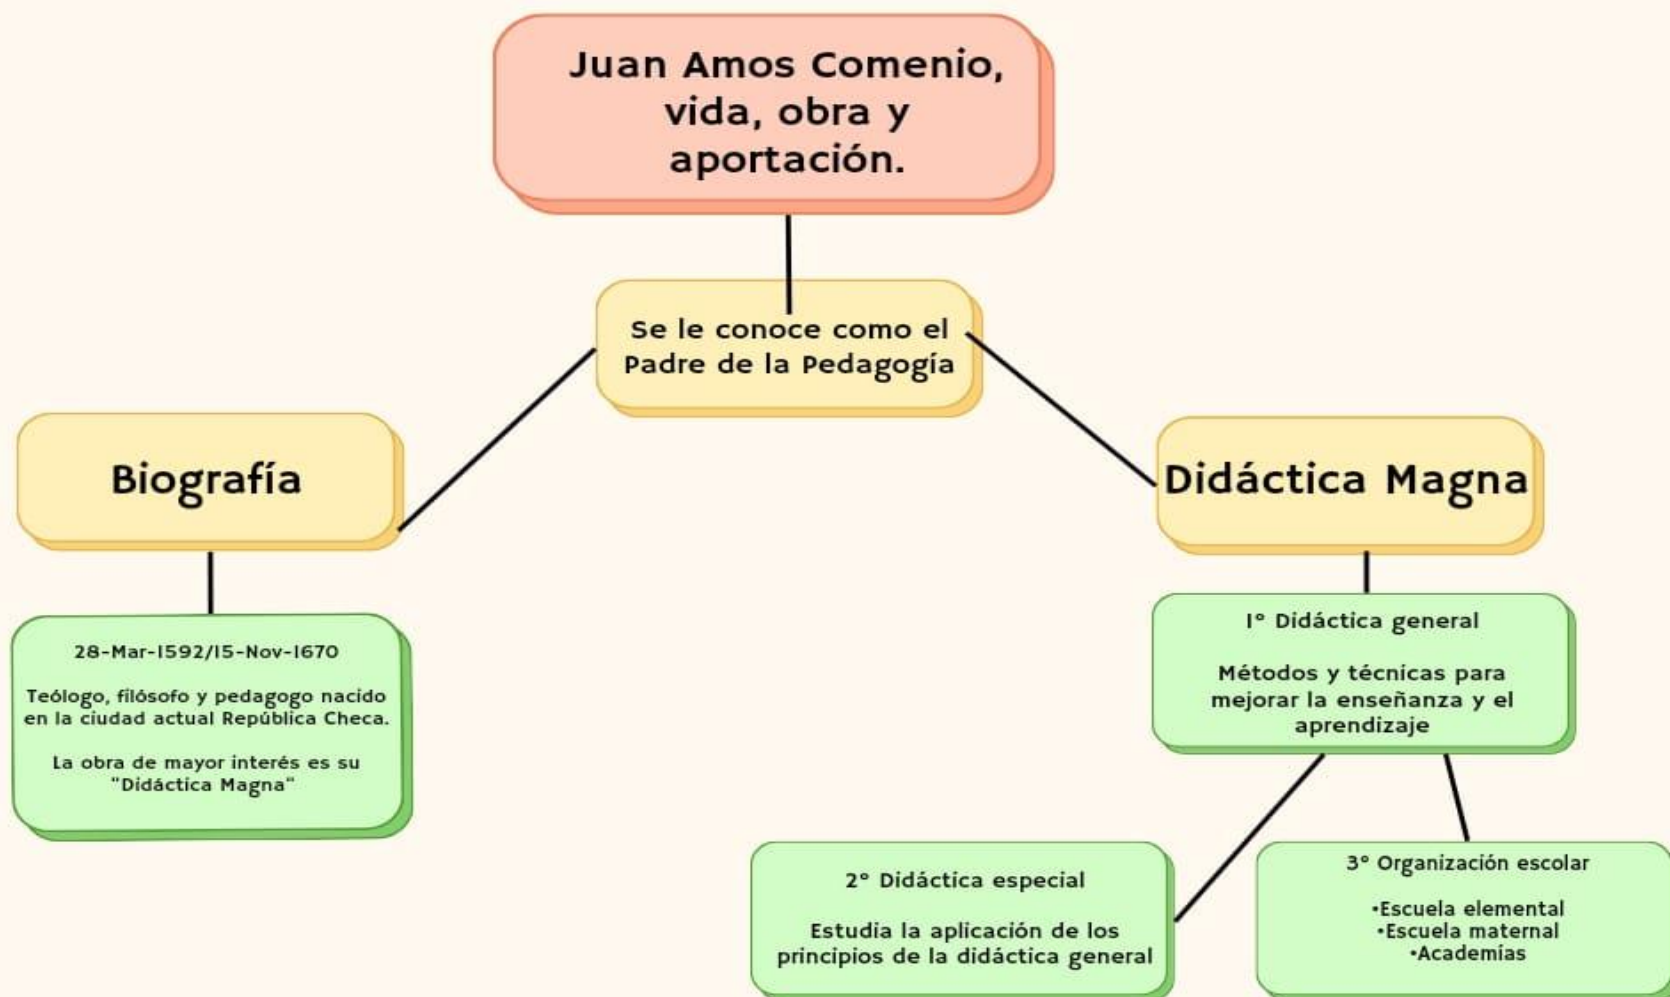 Juan Amos Comenio,
vida, obra y
aportación.
Se le conoce como el
Padre de la Pedagogía
Biografía
Didáctica Magna
28-Mar-1592/15-Nov-1670
Teólogo, filósofo y pedagogo nacido
en la ciudad actual República Checa.
La obra de mayor interés es su
"Didáctica Magna"
1° Didáctica general
Métodos y técnicas para
mejorar la enseñanza y el
aprendizaje
2° Didáctica especial
Estudia la aplicación de los
principios de la didáctica general
3° Organización escolar
•Escuela elemental
•Escuela maternal
•Academías